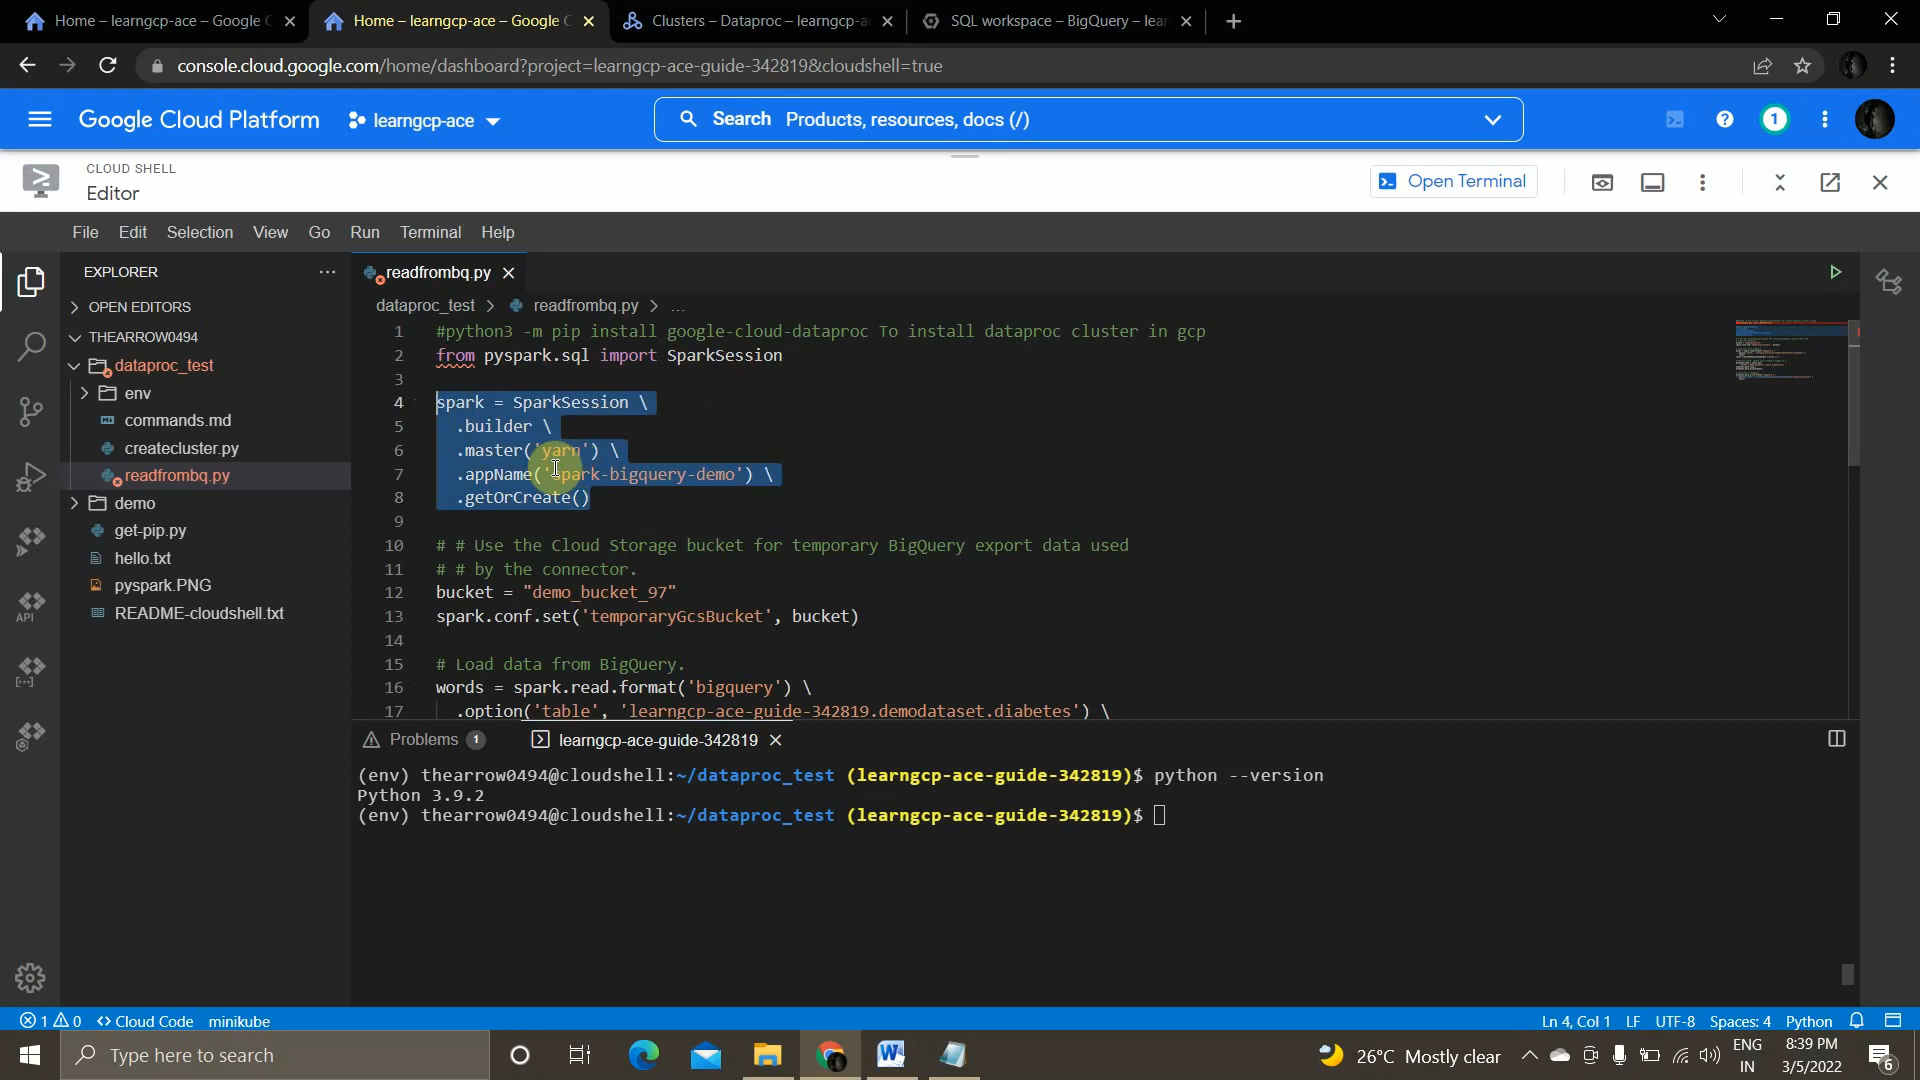 Home – learngcp-ace – Google C
Home – learngcp-ace – Google C
Clusters – Dataproc – learngcp-a
SQL workspace – BigQuery – lear
console.cloud.google.com/home/dashboard?project=learngcp-ace-guide-342819&cloudshell=true
Google Cloud Platform
learngcp-ace
Search Products, resources, docs (/)
1
CLOUD SHELL
Editor
Open Terminal
File Edit Selection View Go Run Terminal Help
EXPLORER
OPEN EDITORS
THEARROW0494
dataproc_test
env
commands.md
createcluster.py
readfrombq.py
demo
get-pip.py
hello.txt
pyspark.PNG
README-cloudshell.txt
API
readfrombq.py
dataproc_test > readfrombq.py > ...
1 #python3 -m pip install google-cloud-dataproc To install dataproc cluster in gcp
2 from pyspark.sql import SparkSession
3
4 spark = SparkSession \
5 .builder \
6 .master('yarn') \
7 .appName('spark-bigquery-demo') \
8 .getOrCreate()
9
10 # # Use the Cloud Storage bucket for temporary BigQuery export data used
11 # # by the connector.
12 bucket = "demo_bucket_97"
13 spark.conf.set('temporaryGcsBucket', bucket)
14
15 # Load data from BigQuery.
16 words = spark.read.format('bigquery') \
17 .option('table', 'learngcp-ace-guide-342819.demodataset.diabetes') \
Problems 1 learngcp-ace-guide-342819
(env) thearrow0494@cloudshell:~/dataproc_test (learngcp-ace-guide-342819)$ python --version
Python 3.9.2
(env) thearrow0494@cloudshell:~/dataproc_test (learngcp-ace-guide-342819)$
1 0 <> Cloud Code minikube
Ln 4, Col 1 LF UTF-8 Spaces: 4 Python
Type here to search
26°C Mostly clear
ENG
IN
8:39 PM
3/5/2022
6